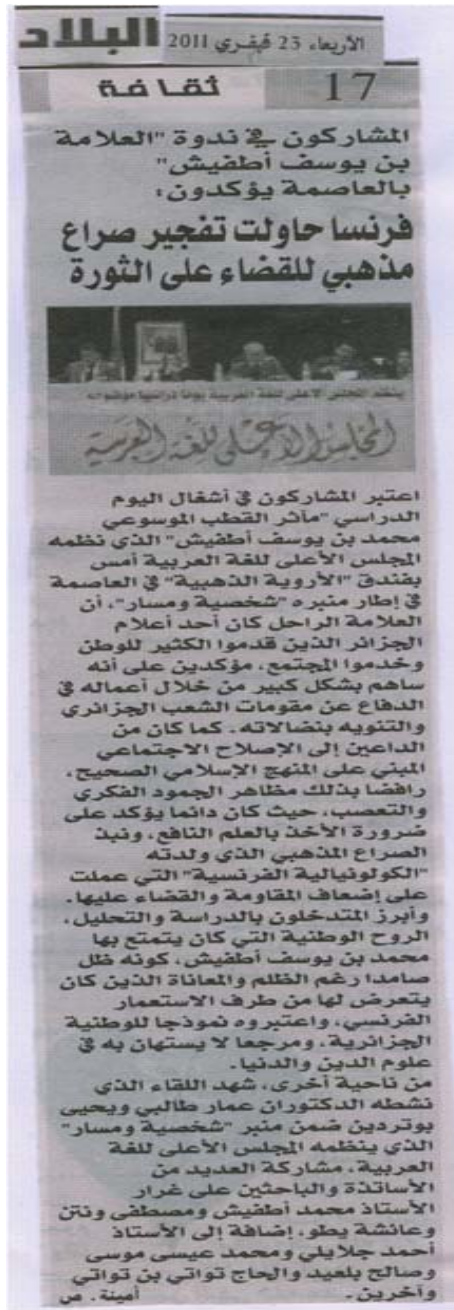 البلاد
الأربعاء 23 فيفري 2011
ثقافة
17
المشاركون في ندوة "العلامة
بن يوسف أطفيش"
بالعاصمة يؤكدون:
فرنسا حاولت تفجير صراع
مذهبي للقضاء على الثورة
ينظم المجلس الأعلى للغة العربية يوما دراسيا موضوعه
المجلس الأعلى للغة العربية
اعتبر المشاركون في أشغال اليوم
الدراسي "مآثر القطب الموسوعي
محمد بن يوسف أطفيش" الذي نظمه
المجلس الأعلى للغة العربية أمس
بفندق "الأروية الذهبية" في العاصمة
في إطار منبره "شخصية ومسار"، أن
العلامة الراحل كان أحد أعلام
الجزائر الذين قدموا الكثير للوطن
وخدموا المجتمع، مؤكدين على أنه
ساهم بشكل كبير من خلال أعماله في
الدفاع عن مقومات الشعب الجزائري
والتنويه بنضالاته. كما كان من
الداعين إلى الإصلاح الاجتماعي
المبني على المنهج الإسلامي الصحيح،
رافضا بذلك مظاهر الجمود الفكري
والتعصب، حيث كان دائما يؤكد على
ضرورة الأخذ بالعلم النافع، ونبذ
الصراع المذهبي الذي ولدته
"الكولونيالية الفرنسية" التي عملت
على إضعاف المقاومة والقضاء عليها.
وأبرز المتدخلون بالدراسة والتحليل،
الروح الوطنية التي كان يتمتع بها
محمد بن يوسف أطفيش، كونه ظل
صامدا رغم الظلم والمعاناة الذين كان
يتعرض لها من طرف الاستعمار
الفرنسي، واعتبروه نموذجا للوطنية
الجزائرية، ومرجعا لا يستهان به في
علوم الدين والدنيا.
من ناحية أخرى، شهد اللقاء الذي
نشطه الدكتوران عمار طالبي ويحيى
بوتردين ضمن منبر "شخصية ومسار"
الذي ينظمه المجلس الأعلى للغة
العربية، مشاركة العديد من
الأساتذة والباحثين على غرار
الأستاذ محمد أطفيش ومصطفى ونتن
وعائشة يطو، إضافة إلى الأستاذ
أحمد جلايلي ومحمد عيسى موسى
وصالح بلعيد والحاج تواتي بن تواتي
وآخرين.
أمينة. ص